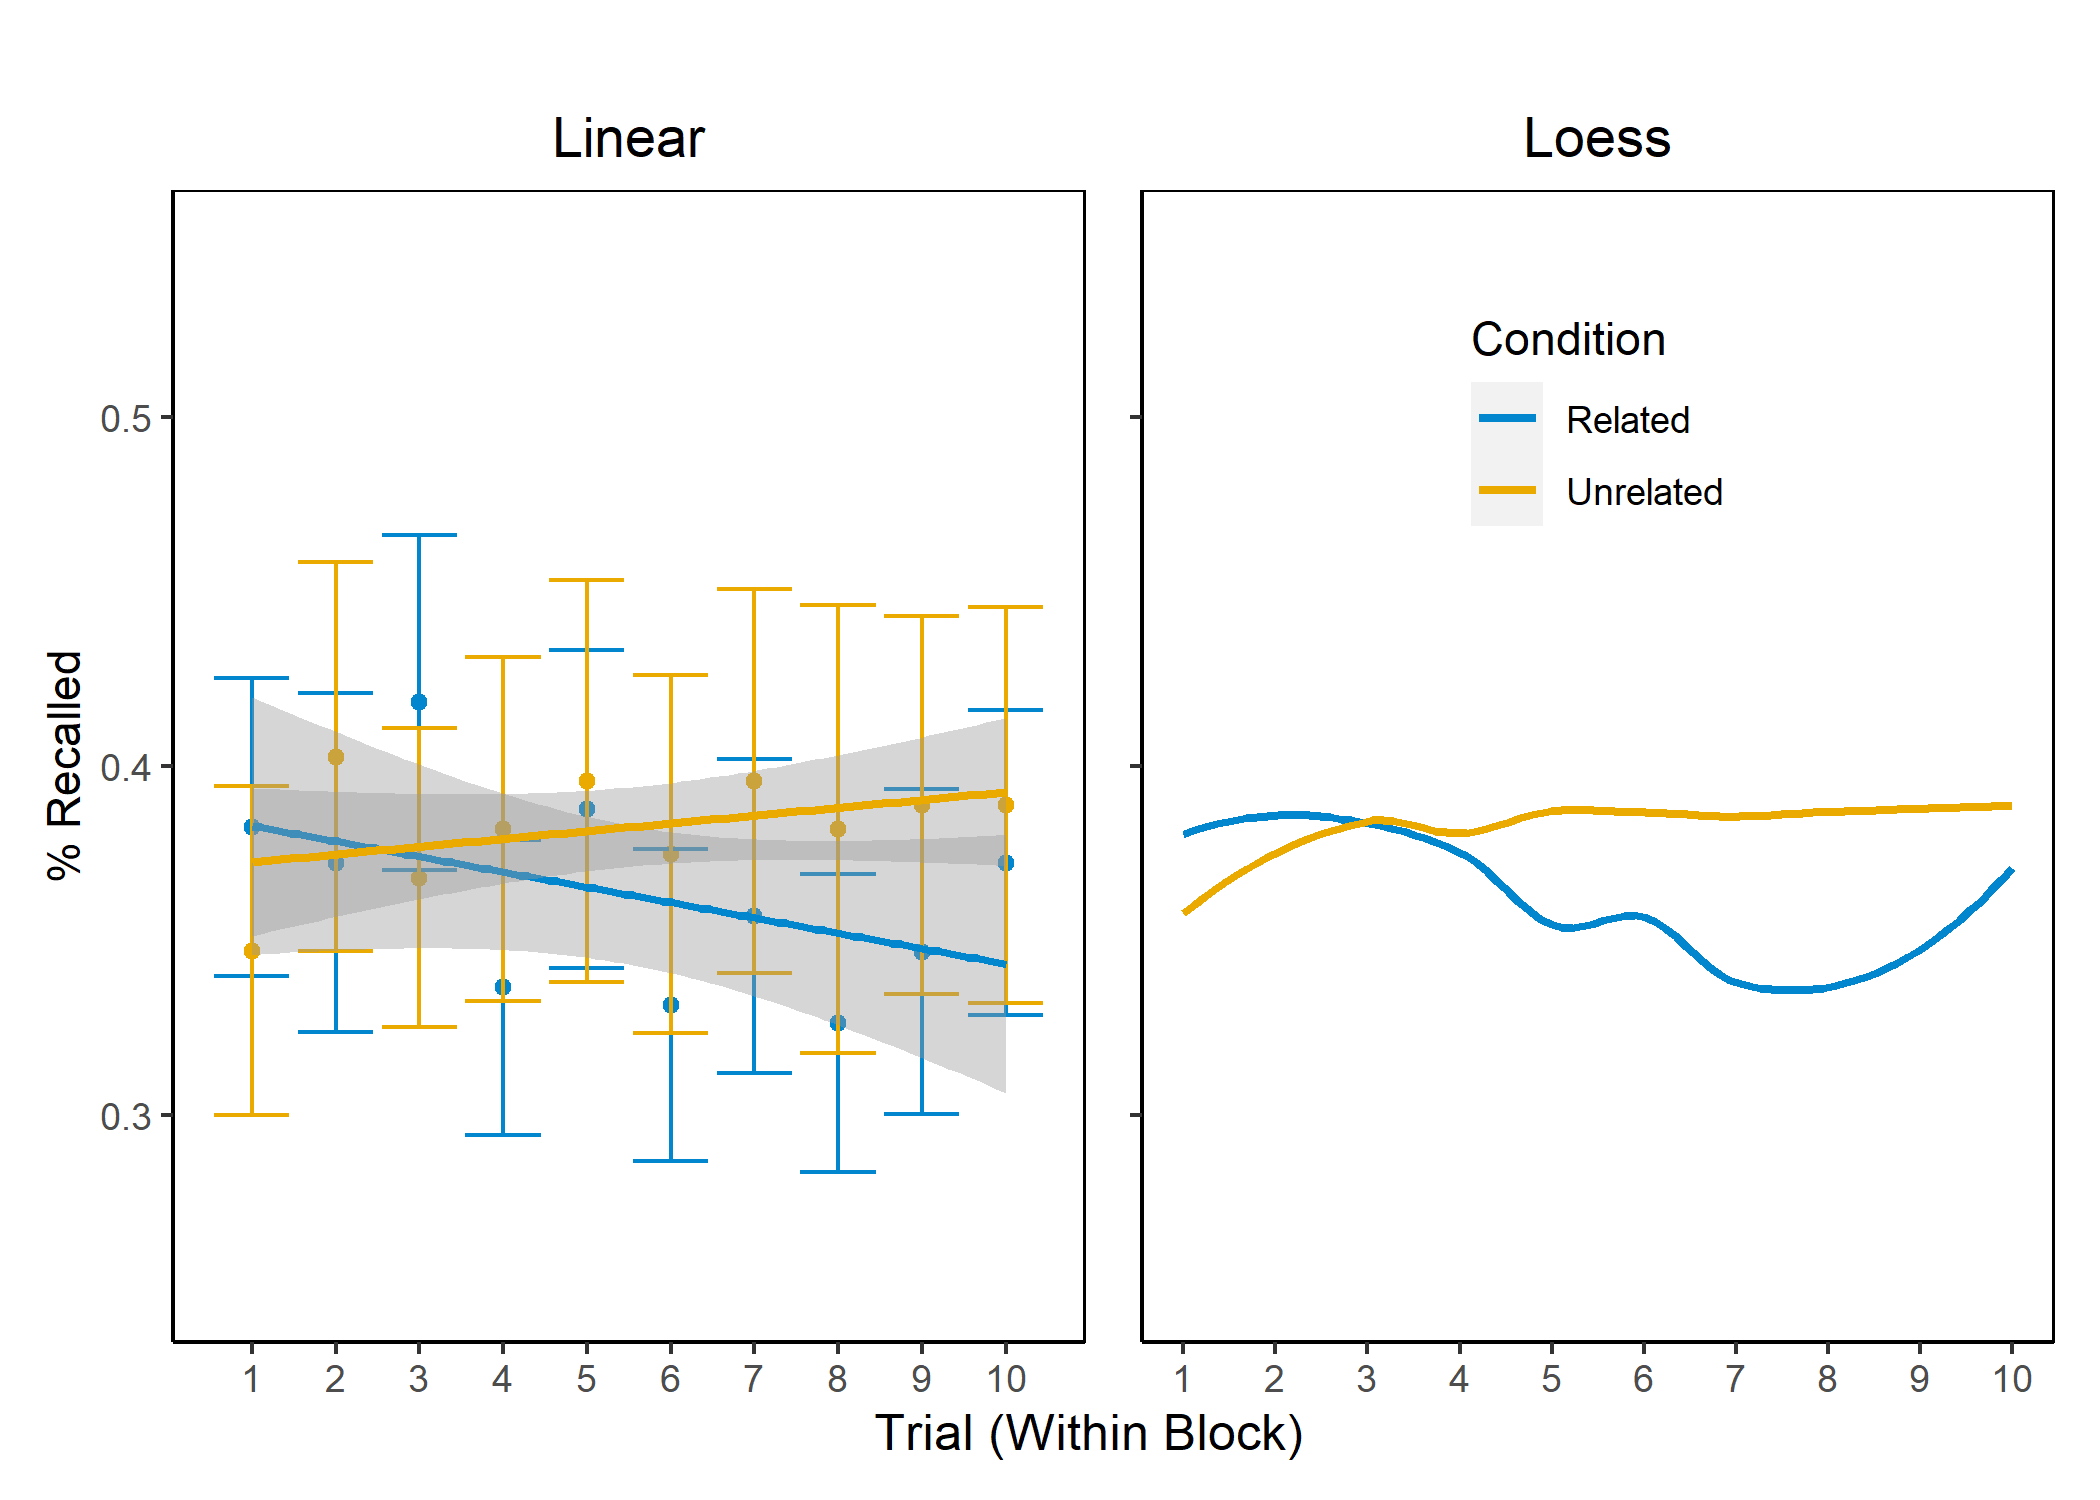 Linear
Loess
Condition
Related
Unrelated
% Recalled
0.5
0.4
0.3
1 2 3 4 5 6 7 8 9 10
1 2 3 4 5 6 7 8 9 10
Trial (Within Block)